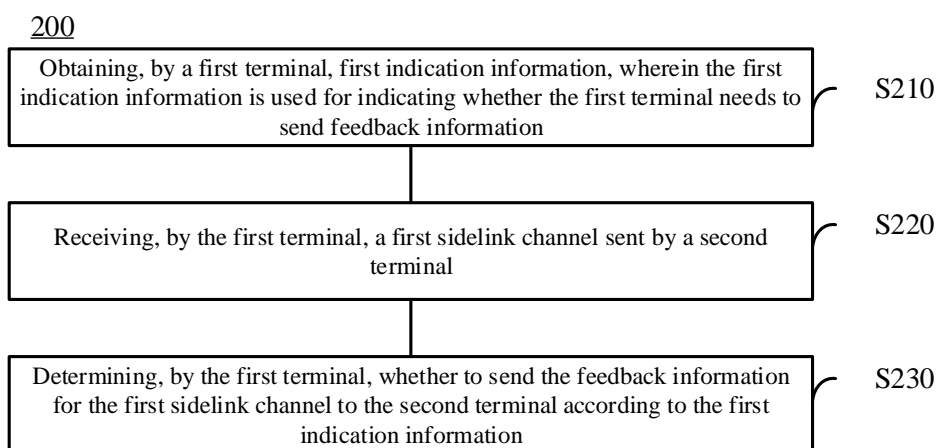 200
Obtaining, by a first terminal, first indication information, wherein the first
indication information is used for indicating whether the first terminal needs to
send feedback information
S210
Receiving, by the first terminal, a first sidelink channel sent by a second
terminal
S220
Determining, by the first terminal, whether to send the feedback information
for the first sidelink channel to the second terminal according to the first
indication information
S230